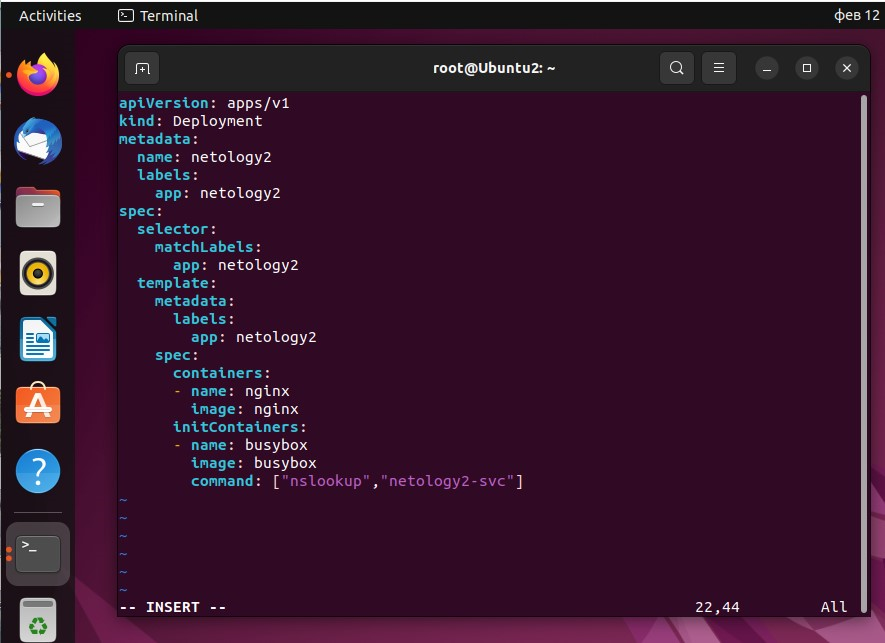 Activities
Terminal
фев 12
root@Ubuntu2: ~
apiVersion: apps/v1
kind: Deployment
metadata:
  name: netology2
  labels:
    app: netology2
spec:
  selector:
    matchLabels:
      app: netology2
  template:
    metadata:
      labels:
        app: netology2
    spec:
      containers:
      - name: nginx
        image: nginx
      initContainers:
      - name: busybox
        image: busybox
        command: ["nslookup","netology2-svc"]
~
~
~
~
~
~
-- INSERT --
22,44
All